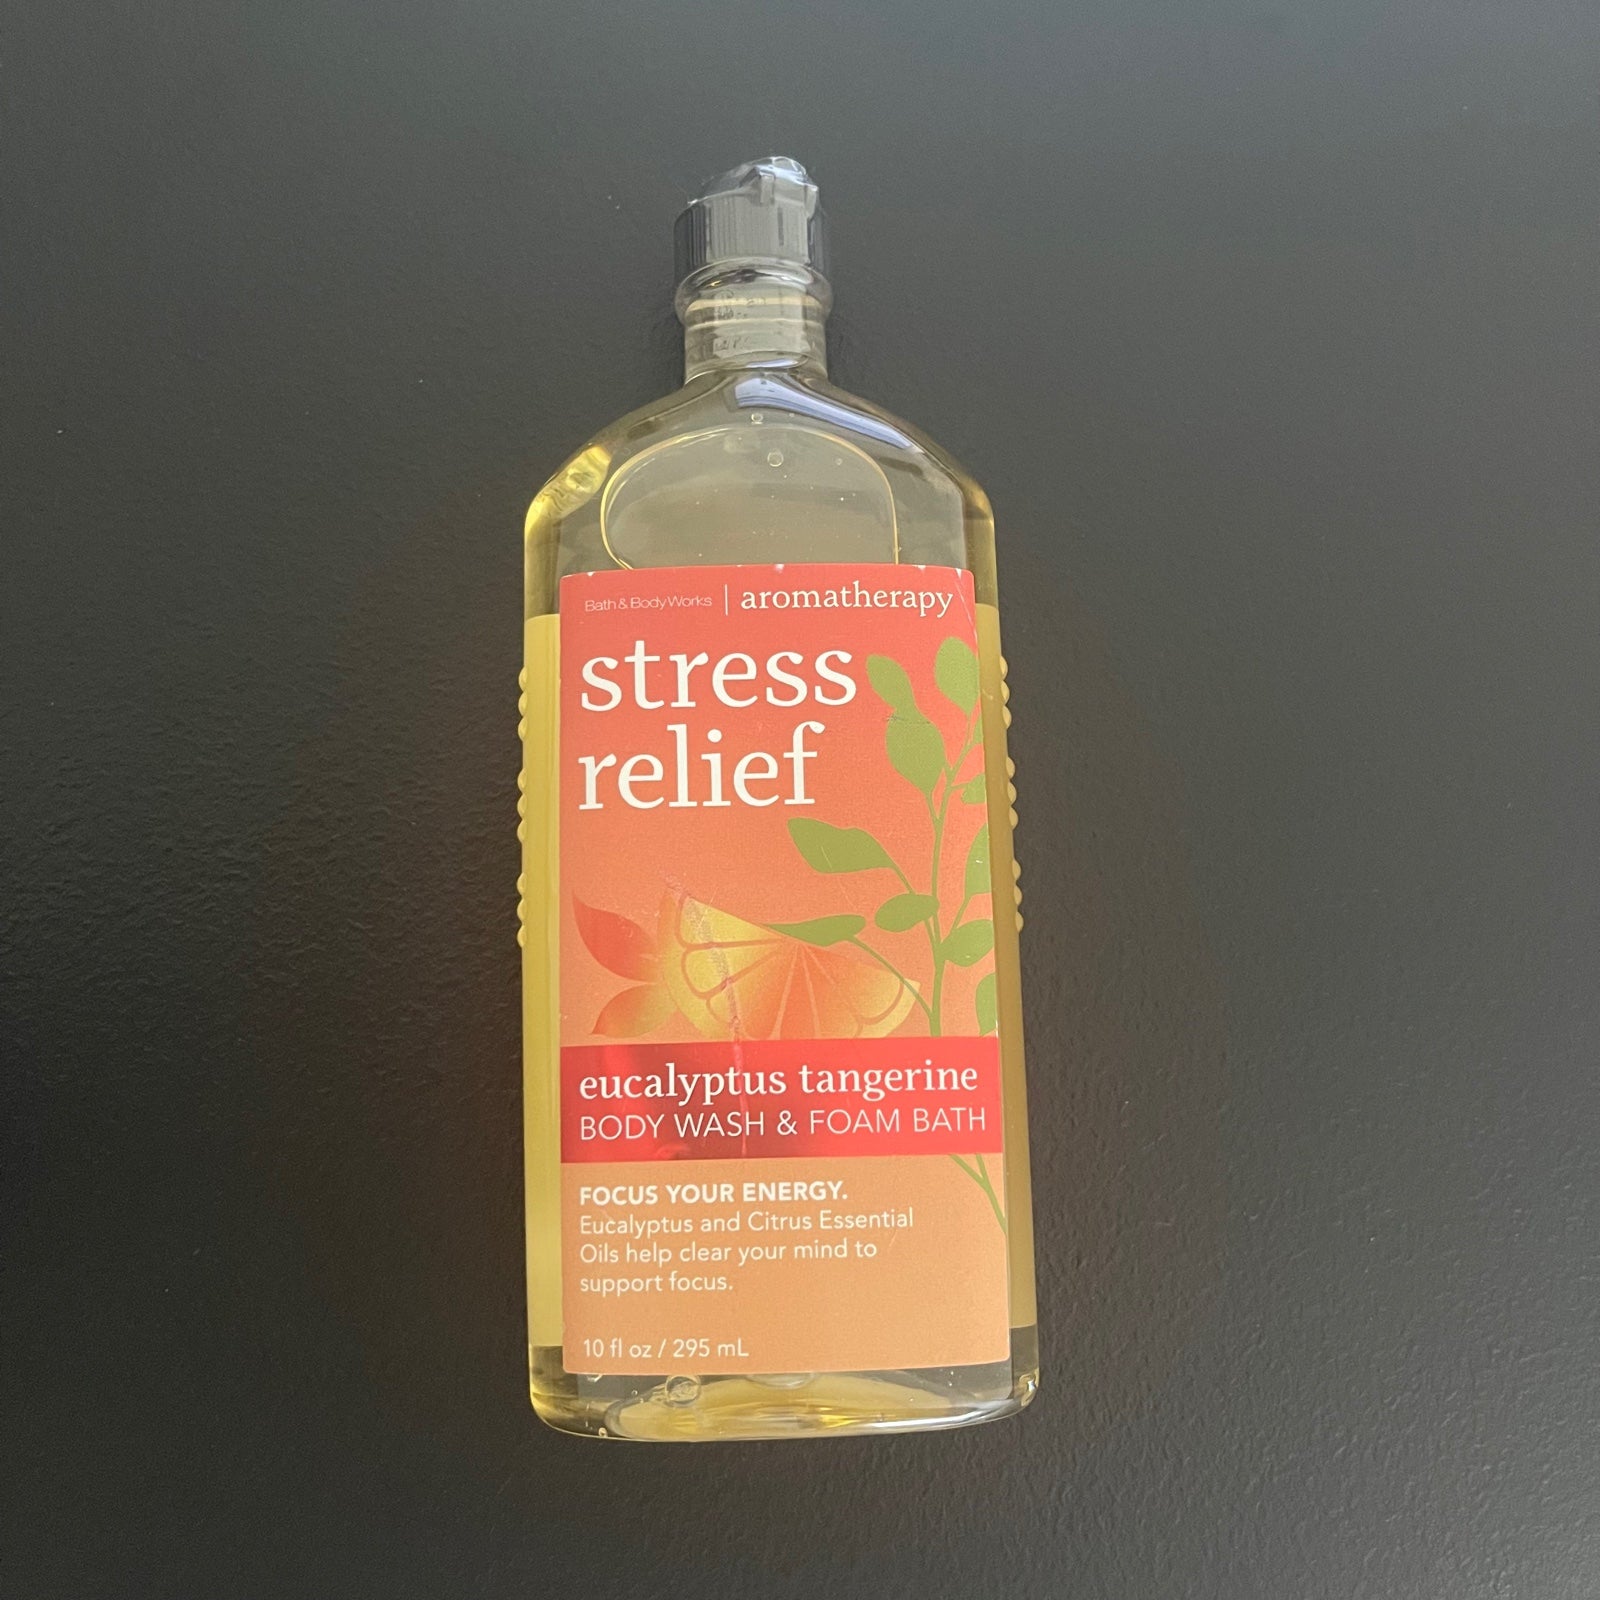 Bath & Body Works | aromatherapy
stress
relief
eucalyptus tangerine
BODY WASH & FOAM BATH
FOCUS YOUR ENERGY.
Eucalyptus and Citrus Essential
Oils help clear your mind to
support focus.
10 fl oz / 295 mL